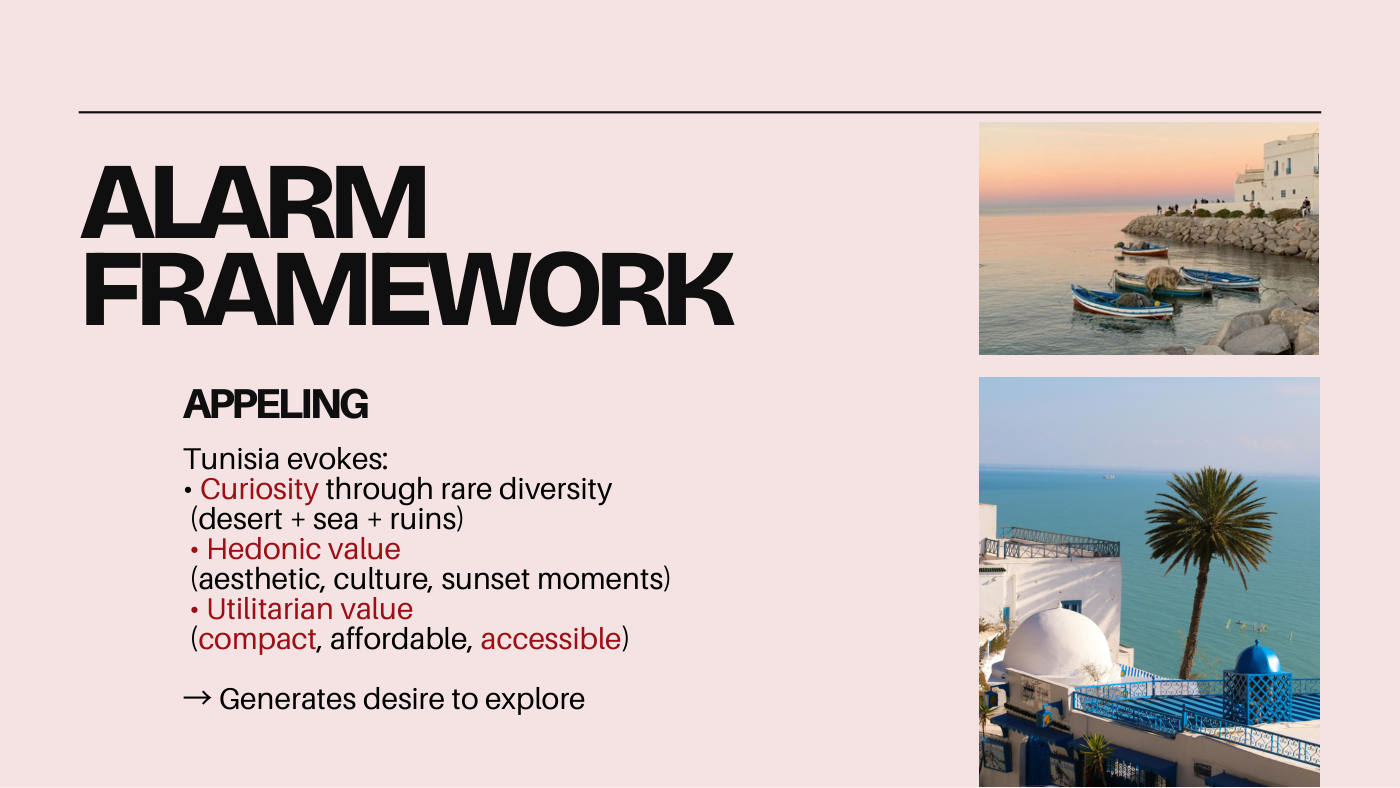 ALARM
FRAMEWORK
APPELING
Tunisia evokes:
• Curiosity through rare diversity
(desert + sea + ruins)
• Hedonic value
(aesthetic, culture, sunset moments)
• Utilitarian value
(compact, affordable, accessible)
→ Generates desire to explore